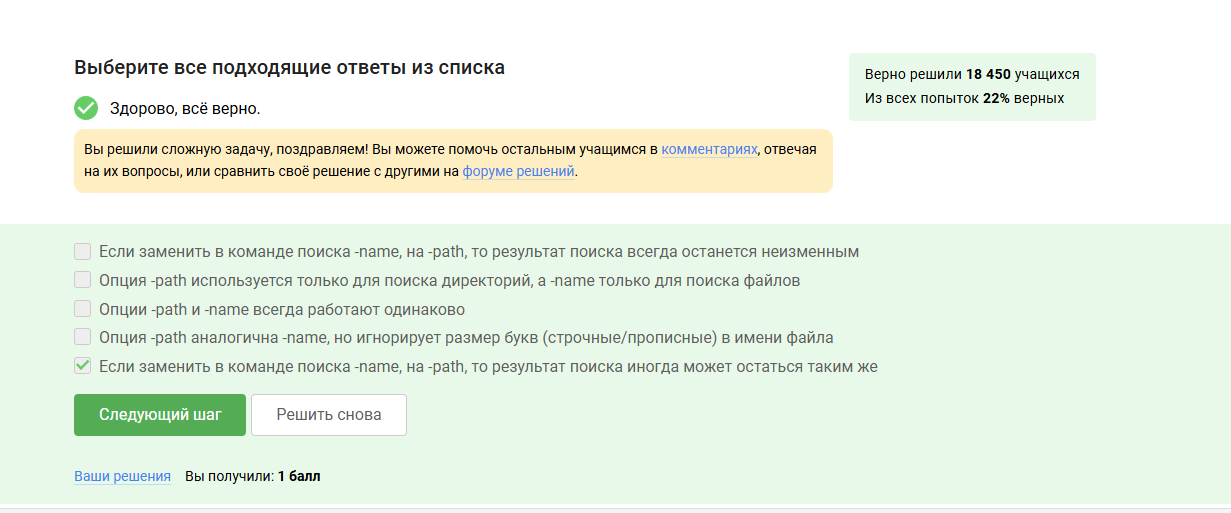 Выберите все подходящие ответы из списка
Верно решили 18 450 учащихся
Из всех попыток 22% верных
Здорово, всё верно.
Вы решили сложную задачу, поздравляем! Вы можете помочь остальным учащимся в комментариях, отвечая
на их вопросы, или сравнить своё решение с другими на форуме решений.
Если заменить в команде поиска -name, на -path, то результат поиска всегда останется неизменным
Опция -path используется только для поиска директорий, а -name только для поиска файлов
Опции -path и -name всегда работают одинаково
Опция -path аналогична -name, но игнорирует размер букв (строчные/прописные) в имени файла
Если заменить в команде поиска -name, на -path, то результат поиска иногда может остаться таким же
Следующий шаг
Решить снова
Ваши решения Вы получили: 1 балл